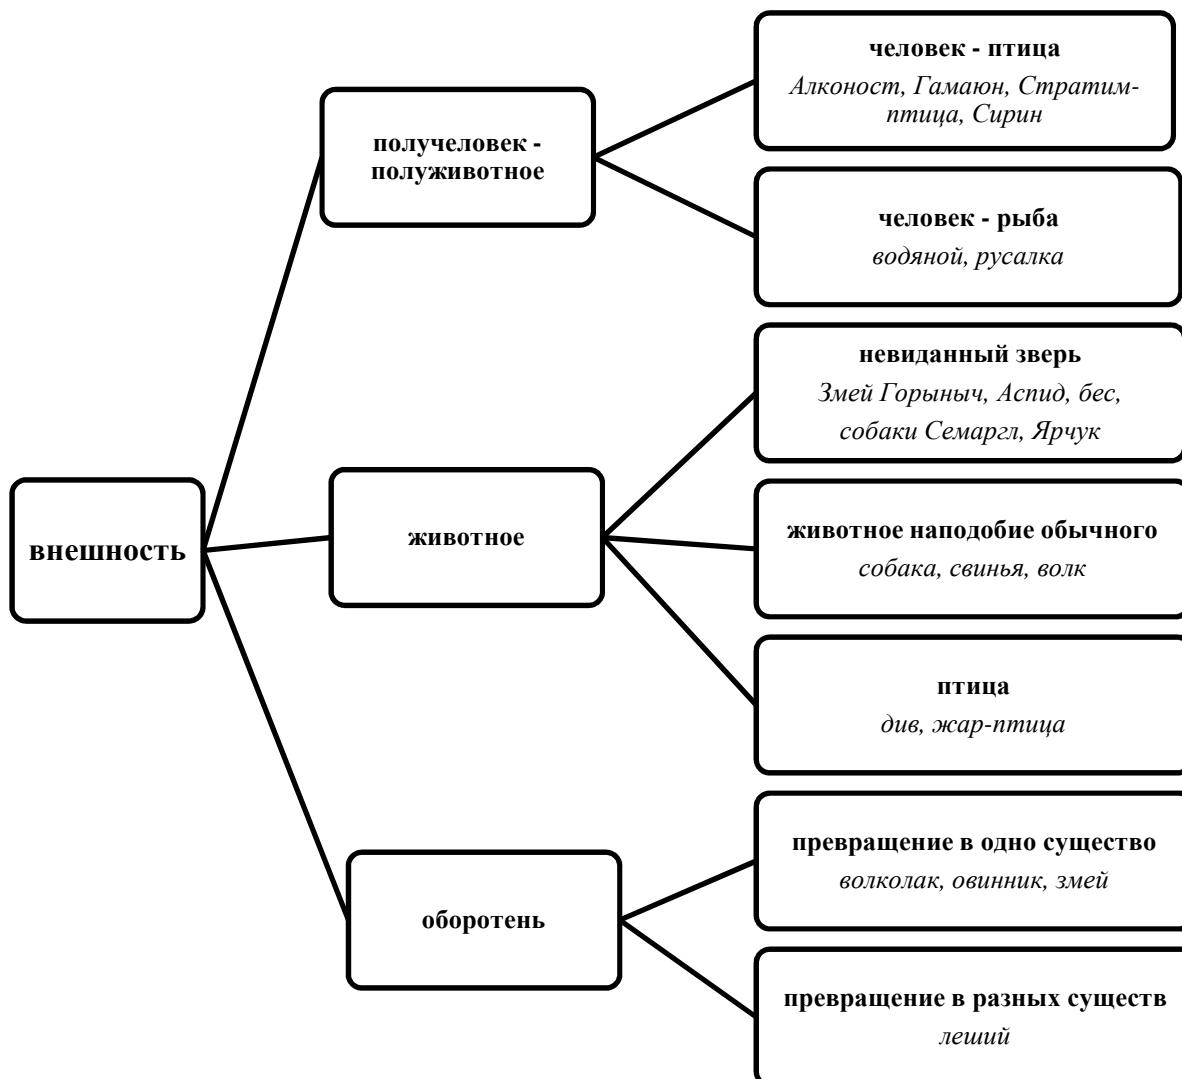 человек - птица
Алконост, Гамаюн, Стратим-
птица, Сирин
получеловек -
полуживотное
человек - рыба
водяной, русалка
невиданный зверь
Змей Горыныч, Аспид, бес,
собаки Семаргл, Ярчук
внешность
животное
животное наподобие обычного
собака, свинья, волк
птица
див, жар-птица
превращение в одно существо
волколак, овинник, змей
оборотень
превращение в разных существ
леший